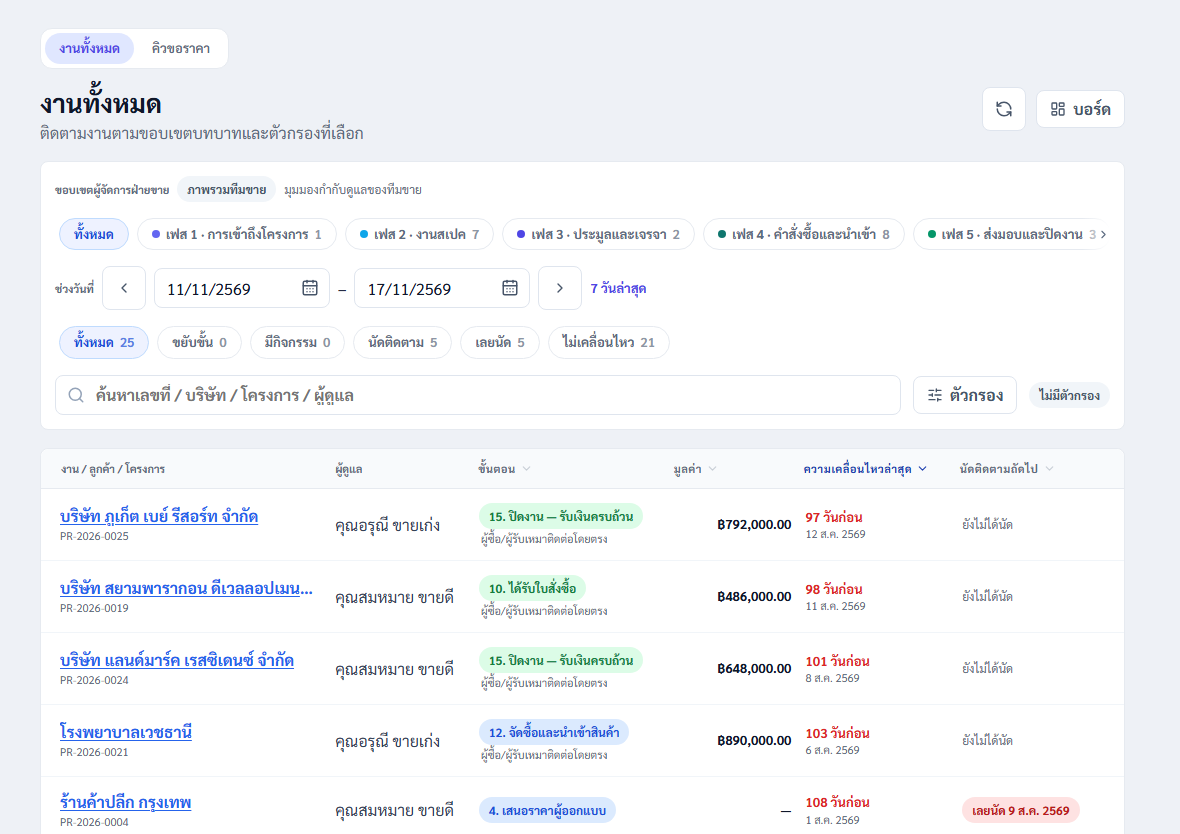 งานทั้งหมด คิวขอราคา
งานทั้งหมด
ติดตามงานตามขอบเขตบทบาทและตัวกรองที่เลือก
บอร์ด
ขอบเขตผู้จัดการฝ่ายขาย ภาพรวมทีมขาย มุมมองกำกับดูแลของทีมขาย
ทั้งหมด เฟส 1 · การเข้าถึงโครงการ 1 เฟส 2 · งานสเปค 7 เฟส 3 · ประมูลและเจรจา 2 เฟส 4 · คำสั่งซื้อและนำเข้า 8 เฟส 5 · ส่งมอบและปิดงาน 3
ช่วงวันที่ 11/11/2569 – 17/11/2569 7 วันล่าสุด
ทั้งหมด 25 ขยับขั้น 0 มีกิจกรรม 0 นัดติดตาม 5 เลยนัด 5 ไม่เคลื่อนไหว 21
ค้นหาเลขที่ / บริษัท / โครงการ / ผู้ดูแล ตัวกรอง ไม่มีตัวกรอง
งาน / ลูกค้า / โครงการ ผู้ดูแล ขั้นตอน มูลค่า ความเคลื่อนไหวล่าสุด นัดติดตามถัดไป
บริษัท ภูเก็ต เบย์ รีสอร์ท จำกัด คุณอรุณี ขายเก่ง 15. ปิดงาน — รับเงินครบถ้วน ฿792,000.00 97 วันก่อน ยังไม่ได้นัด
PR-2026-0025 ผู้ซื้อ/ผู้รับเหมาติดต่อโดยตรง 12 ส.ค. 2569
บริษัท สยามพารากอน ดีเวลลอปเมน... คุณสมหมาย ขายดี 10. ได้รับใบสั่งซื้อ ฿486,000.00 98 วันก่อน ยังไม่ได้นัด
PR-2026-0019 ผู้ซื้อ/ผู้รับเหมาติดต่อโดยตรง 11 ส.ค. 2569
บริษัท แลนด์มาร์ค เรสซิเดนซ์ จำกัด คุณสมหมาย ขายดี 15. ปิดงาน — รับเงินครบถ้วน ฿648,000.00 101 วันก่อน ยังไม่ได้นัด
PR-2026-0024 ผู้ซื้อ/ผู้รับเหมาติดต่อโดยตรง 8 ส.ค. 2569
โรงพยาบาลเวชธานี คุณอรุณี ขายเก่ง 12. จัดซื้อและนำเข้าสินค้า ฿890,000.00 103 วันก่อน ยังไม่ได้นัด
PR-2026-0021 ผู้ซื้อ/ผู้รับเหมาติดต่อโดยตรง 6 ส.ค. 2569
ร้านค้าปลีก กรุงเทพ คุณสมหมาย ขายดี 4. เสนอราคาผู้ออกแบบ — 108 วันก่อน เลยนัด 9 ส.ค. 2569
PR-2026-0004 1 ส.ค. 2569